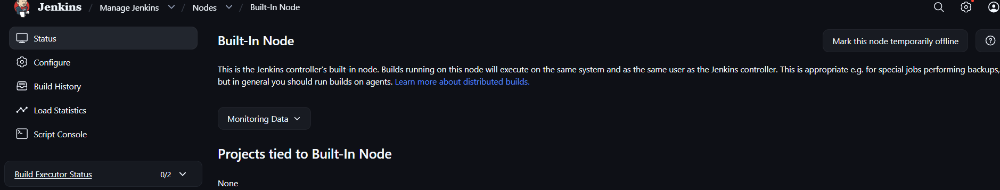 Jenkins / Manage Jenkins / Nodes / Built-In Node
Status
Configure
Build History
Load Statistics
Script Console
Build Executor Status 0/2
Built-In Node
Mark this node temporarily offline
This is the Jenkins controller's built-in node. Builds running on this node will execute on the same system and as the same user as the Jenkins controller. This is appropriate e.g. for special jobs performing backups,
but in general you should run builds on agents. Learn more about distributed builds.
Monitoring Data
Projects tied to Built-In Node
None